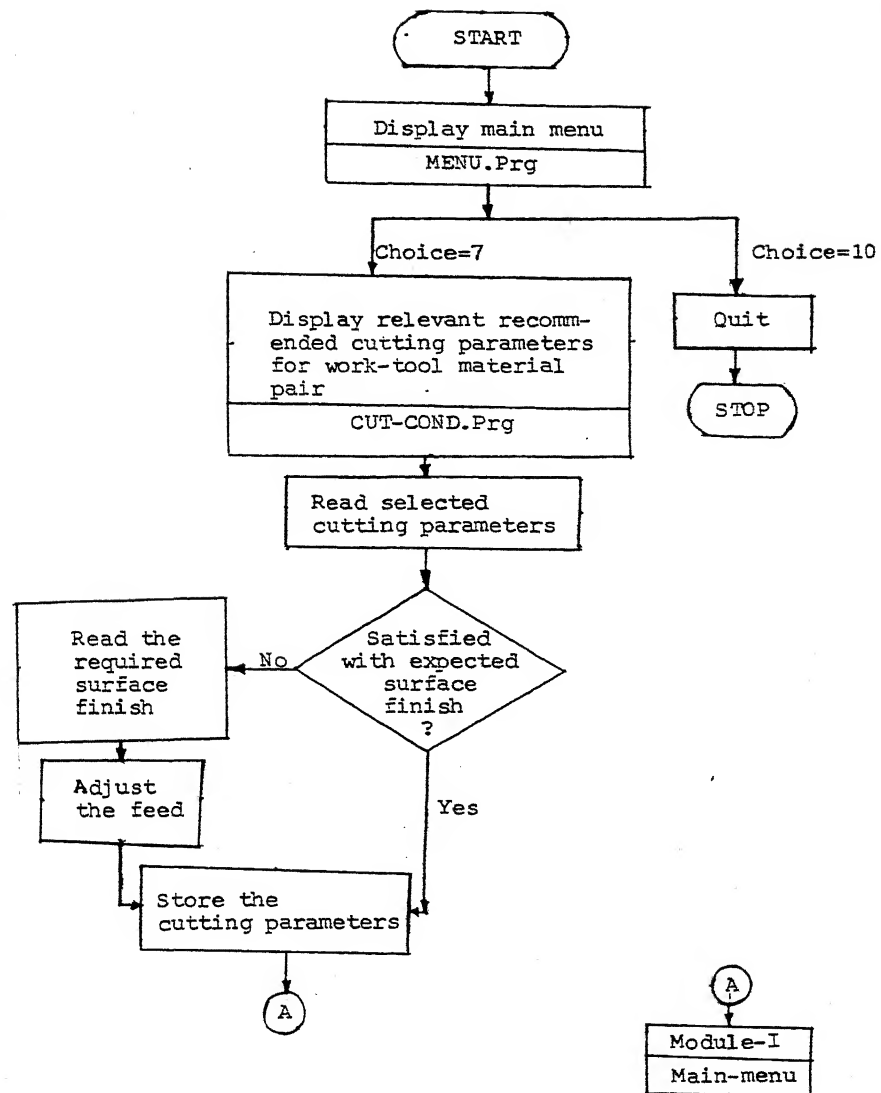 START
Display main menu
MENU.Prg
Choice=7
Choice=10
Display relevant recomm-
ended cutting parameters
for work-tool material
pair
CUT-COND.Prg
Quit
STOP
Read selected
cutting parameters
Satisfied
with expected
surface
finish
?
No
Read the
required
surface
finish
Adjust
the feed
Yes
Store the
cutting parameters
A
A
Module-I
Main-menu